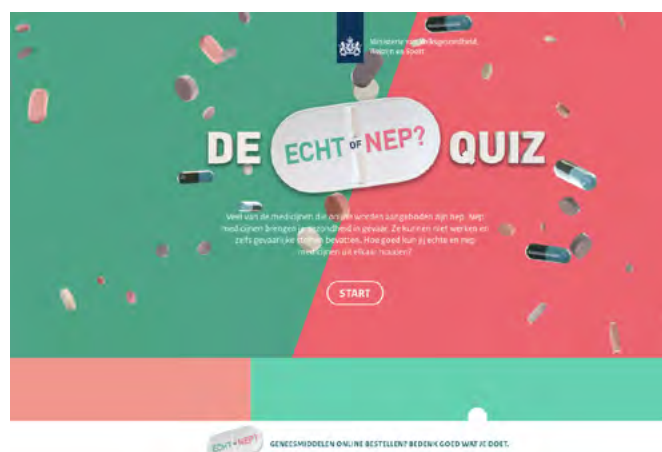 Ministerie van Volksgezondheid,
Welzijn en Sport
DE ECHT OF NEP? QUIZ
Veel van de medicijnen die online worden aangeboden zijn nep. Nep
medicijnen brengen je gezondheid in gevaar. Ze kunnen niet werken en
zelfs gevaarlijke stoffen bevatten. Hoe goed kun jij echte en nep
medicijnen uit elkaar houden?
START
ECHT OF NEP?
GENEESMIDDELEN ONLINE BESTELLEN? BEDENK GOED WAT JE DOET.